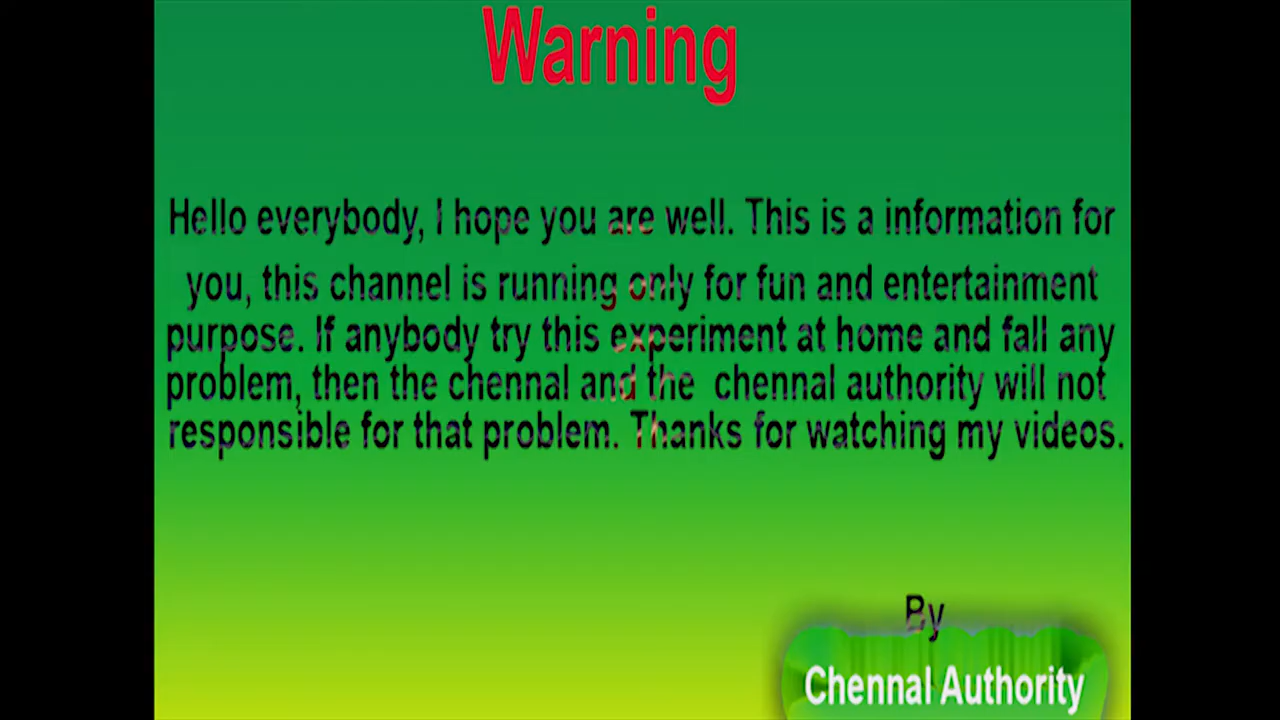 Warning
Hello everybody, I hope you are well. This is a information for
you, this channel is running only for fun and entertainment
purpose. If anybody try this experiment at home and fall any
problem, then the chennal and the chennal authority will not
responsible for that problem. Thanks for watching my videos.
By
Chennal Authority